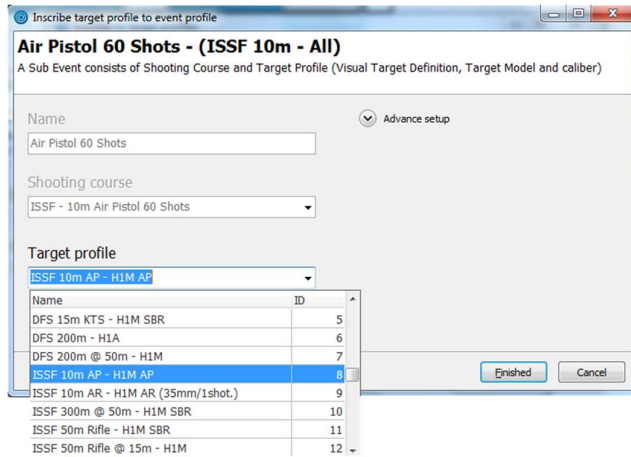 Inscribe target profile to event profile
Air Pistol 60 Shots - (ISSF 10m - All)
A Sub Event consists of Shooting Course and Target Profile (Visual Target Definition, Target Model and caliber)
Name
Advance setup
Air Pistol 60 Shots
Shooting course
ISSF - 10m Air Pistol 60 Shots
Target profile
ISSF 10m AP - H1M AP
Name ID
DFS 15m KTS - H1M SBR 5
DFS 200m - H1A 6
DFS 200m @ 50m - H1M 7
ISSF 10m AP - H1M AP 8
ISSF 10m AR - H1M AR (35mm/1shot.) 9
ISSF 300m @ 50m - H1M SBR 10
ISSF 50m Rifle - H1M SBR 11
ISSF 50m Rifle @ 15m - H1M 12
Finished Cancel